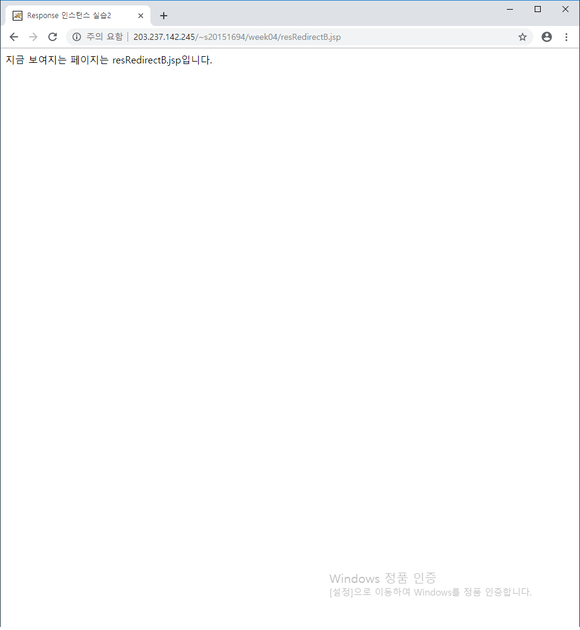 Response 인스턴스 실습2
주의 요함 | 203.237.142.245/~s20151694/week04/resRedirectB.jsp
지금 보여지는 페이지는 resRedirectB.jsp입니다.
Windows 정품 인증
[설정]으로 이동하여 Windows를 정품 인증합니다.